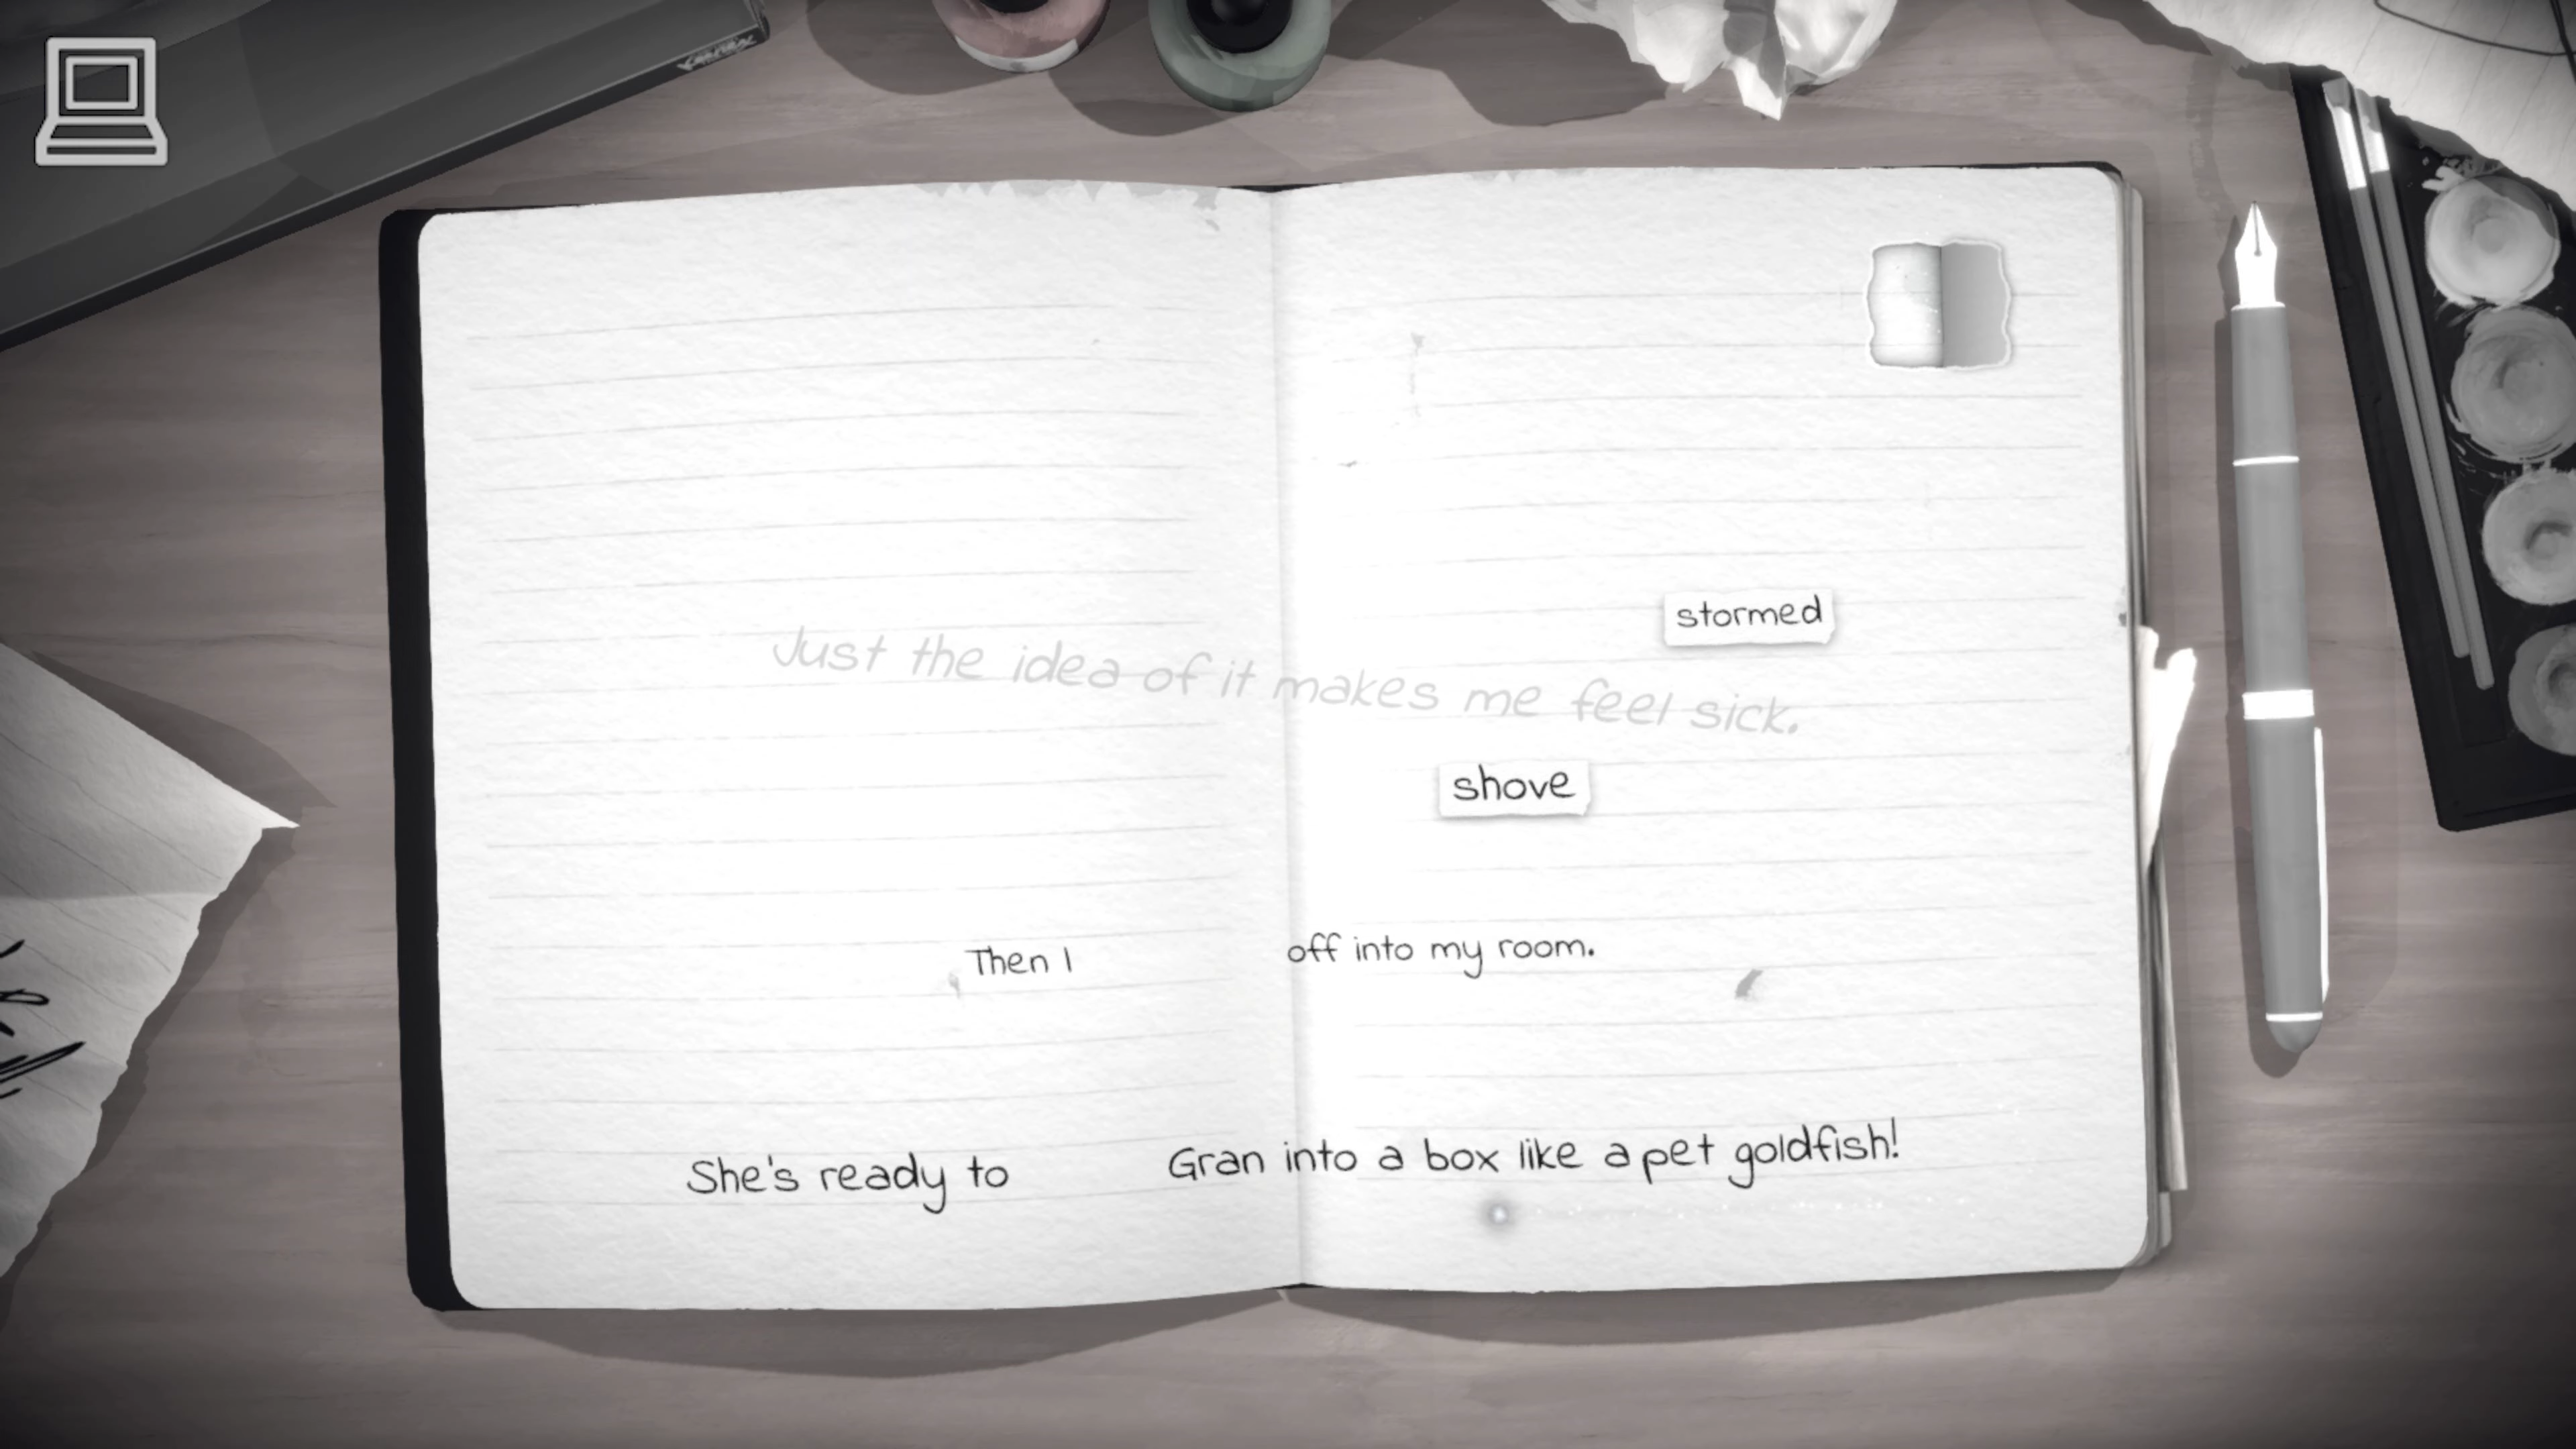 stormed
Just the idea of it makes me feel sick.
shove
Then I off into my room.
She's ready to Gran into a box like a pet goldfish!